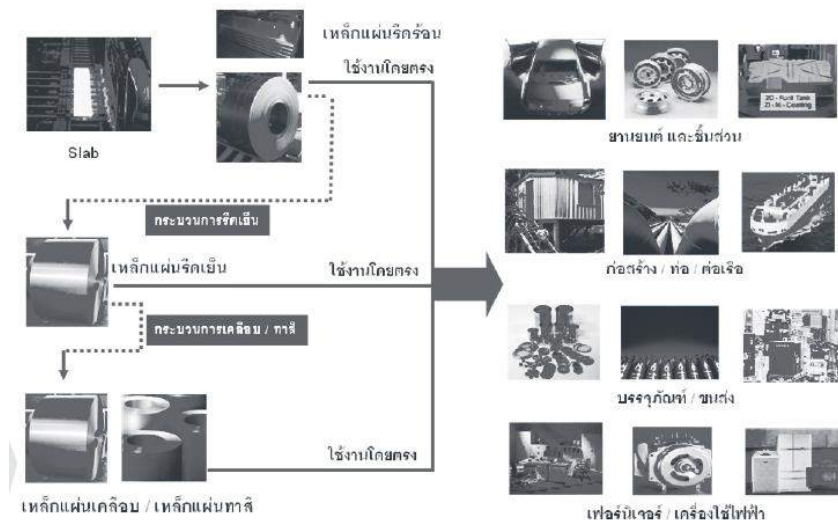 เหล็กแผ่นรีดร้อน
ใช้งานโดยตรง
Slab
กระบวนการรีดเย็น
เหล็กแผ่นรีดเย็น
ใช้งานโดยตรง
กระบวนการเคลือบ / ทาสี
ใช้งานโดยตรง
เหล็กแผ่นเคลือบ / เหล็กแผ่นทาสี
ยานยนต์ และชิ้นส่วน
ก่อสร้าง / ท่อ / ต่อเรือ
บรรจุภัณฑ์ / ขนส่ง
เฟอร์นิเจอร์ / เครื่องใช้ไฟฟ้า